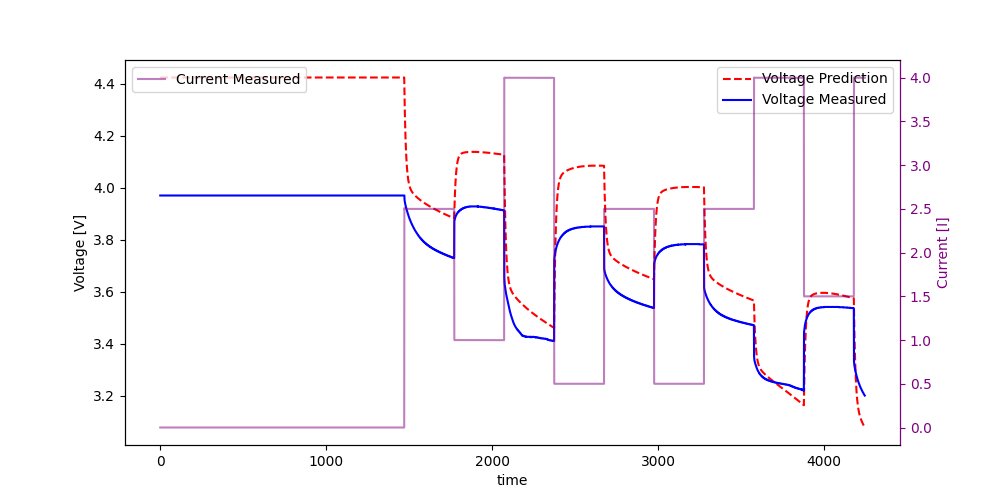 Current Measured
Voltage Prediction
Voltage Measured
4.4
4.2
4.0
3.8
3.6
3.4
3.2
Voltage [V]
4.0
3.5
3.0
2.5
2.0
1.5
1.0
0.5
0.0
Current [I]
0 1000 2000 3000 4000
time